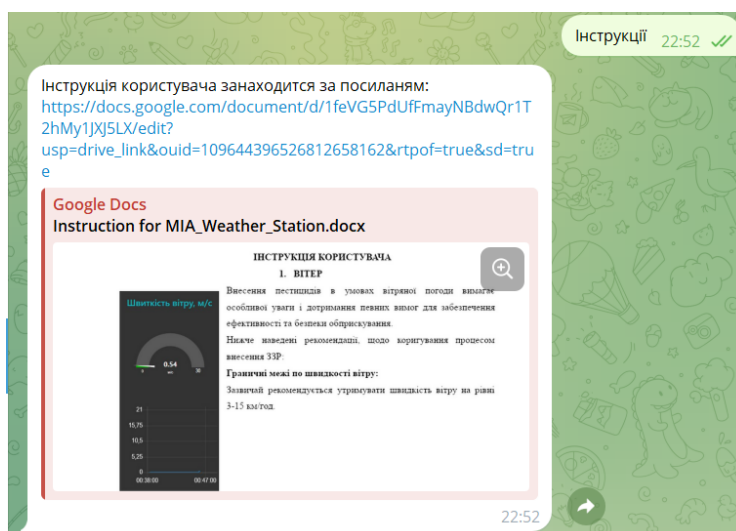 Інструкції 22:52
Інструкція користувача занаходится за посиланям:
https://docs.google.com/document/d/1feVG5PdUfFmayNBdwQr1T
2hMy1JXJ5LX/edit?
usp=drive_link&ouid=109644396526812658162&rtpof=true&sd=tru
e
Google Docs
Instruction for MIA_Weather_Station.docx
ІНСТРУКЦІЯ КОРИСТУВАЧА
1. ВІТЕР
Швиткість вітру, м/с
0.54
0
30
21
15,75
10,5
5,25
0
00:38:00 00:47:00
Внесення пестицидів в умовах вітряної погоди вимагає
особливої уваги і дотримання певних вимог для забезпечення
ефективності та безпеки обприскування.
Нижче наведені рекомендації, щодо коригування процесом
внесення ЗЗР:
Граничні межі по швидкості вітру:
Зазвичай рекомендується утримувати швидкість вітру на рівні
3-15 км/год.
22:52